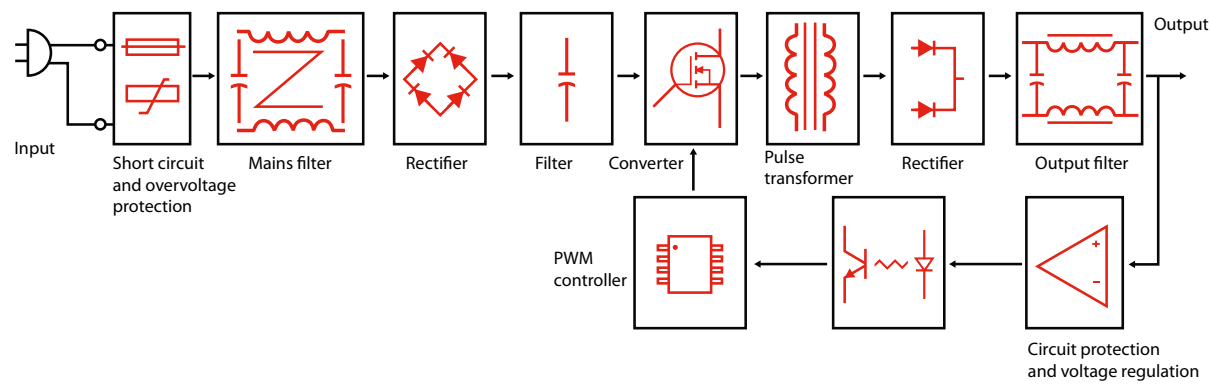 Output
Input
Short circuit
and overvoltage
protection
Mains filter
Rectifier
Filter
Converter
Pulse
transformer
Rectifier
Output filter
PWM
controller
+
−
Circuit protection
and voltage regulation